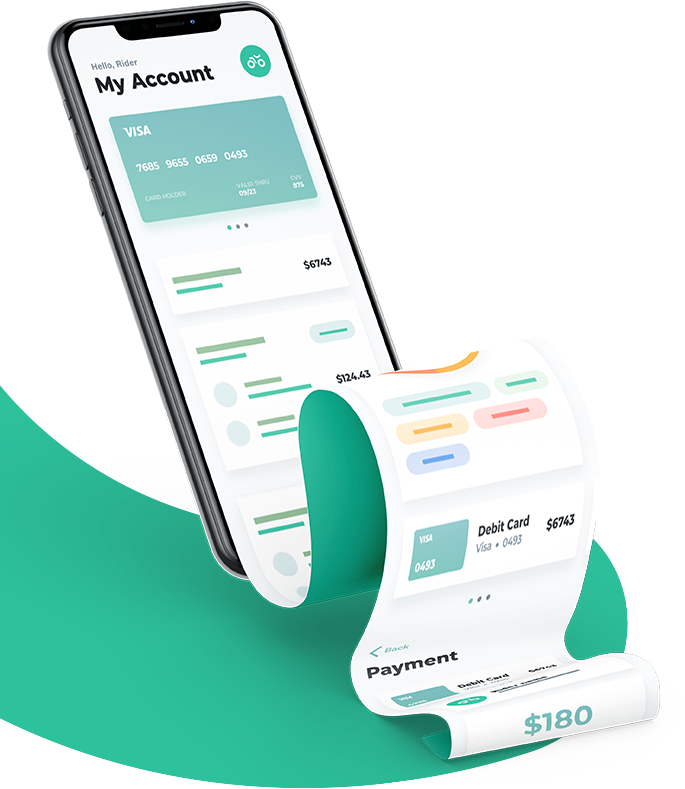 Hello, Rider
My Account
VISA
7685 9655 0659 0493
CARD HOLDER
VALID THRU
09/23
CVV
875
$6743
$124.43
VISA
0493
Debit Card
Visa • 0493
$6743
Back
Payment
VISA
Debit Card
$6743
$180